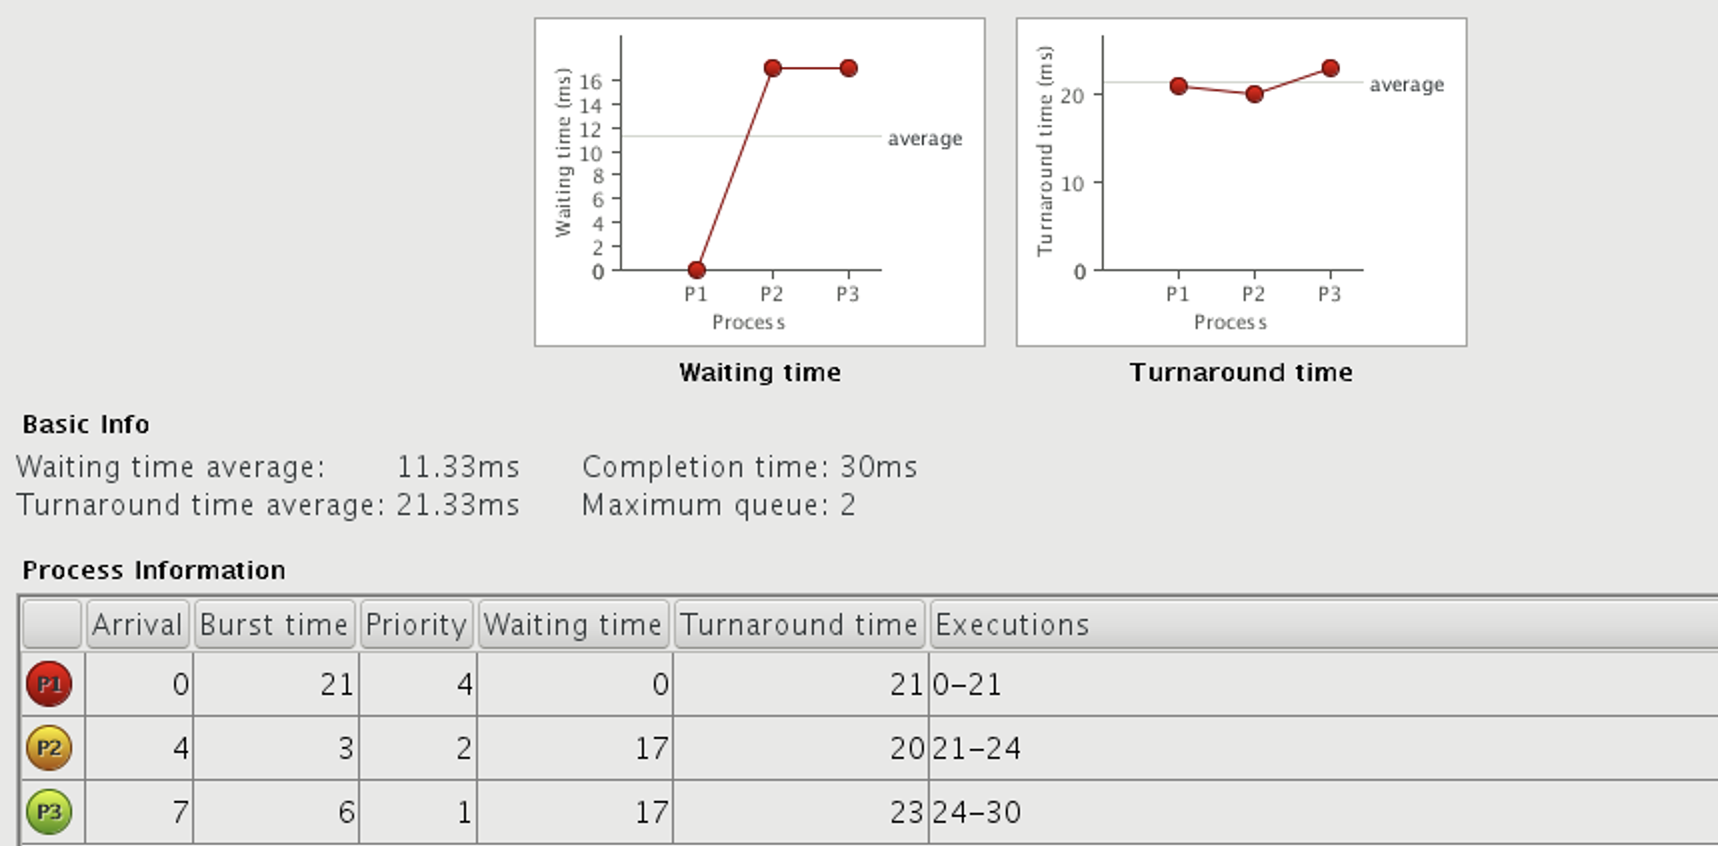 Waiting time (ms)
16
14
12
10
8
6
4
2
0
average
P1 P2 P3
Process
Waiting time
Turnaround time (ms)
20
10
0
average
P1 P2 P3
Process
Turnaround time
Basic Info
Waiting time average: 11.33ms Completion time: 30ms
Turnaround time average: 21.33ms Maximum queue: 2
Process Information
Arrival Burst time Priority Waiting time Turnaround time Executions
P1 0 21 4 0 21 0–21
P2 4 3 2 17 20 21–24
P3 7 6 1 17 23 24–30